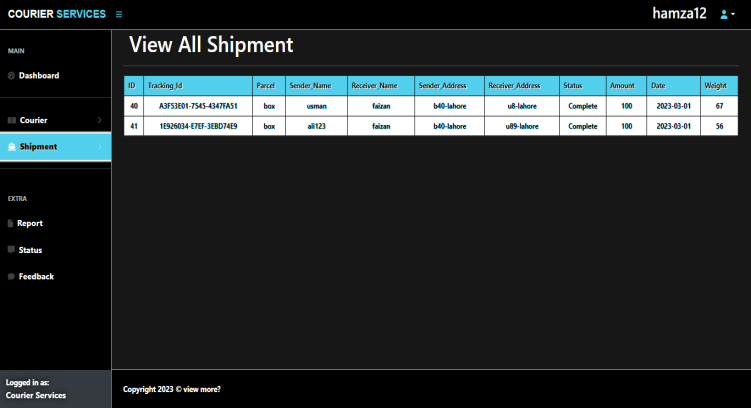 COURIER SERVICES
hamza12
MAIN
Dashboard
Courier
Shipment
EXTRA
Report
Status
Feedback
Logged in as:
Courier Services
View All Shipment
ID Tracking_Id Parcel Sender_Name Receiver_Name Sender_Address Receiver_Address Status Amount Date Weight
40 A3F53E01-7545-4347FA51 box usman faizan b40-lahore u8-lahore Complete 100 2023-03-01 67
41 1E926034-E7EF-3EBD74E9 box ali123 faizan b40-lahore u89-lahore Complete 100 2023-03-01 56
Copyright 2023 © view more?